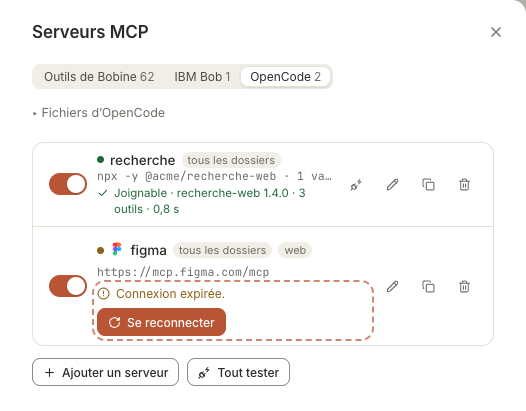 Serveurs MCP
Outils de Bobine 62
IBM Bob 1
OpenCode 2
Fichiers d’OpenCode
recherche
tous les dossiers
npx -y @acme/recherche-web · 1 va…
Joignable · recherche-web 1.4.0 · 3
outils · 0,8 s
figma
tous les dossiers
web
https://mcp.figma.com/mcp
Connexion expirée.
Se reconnecter
Ajouter un serveur
Tout tester